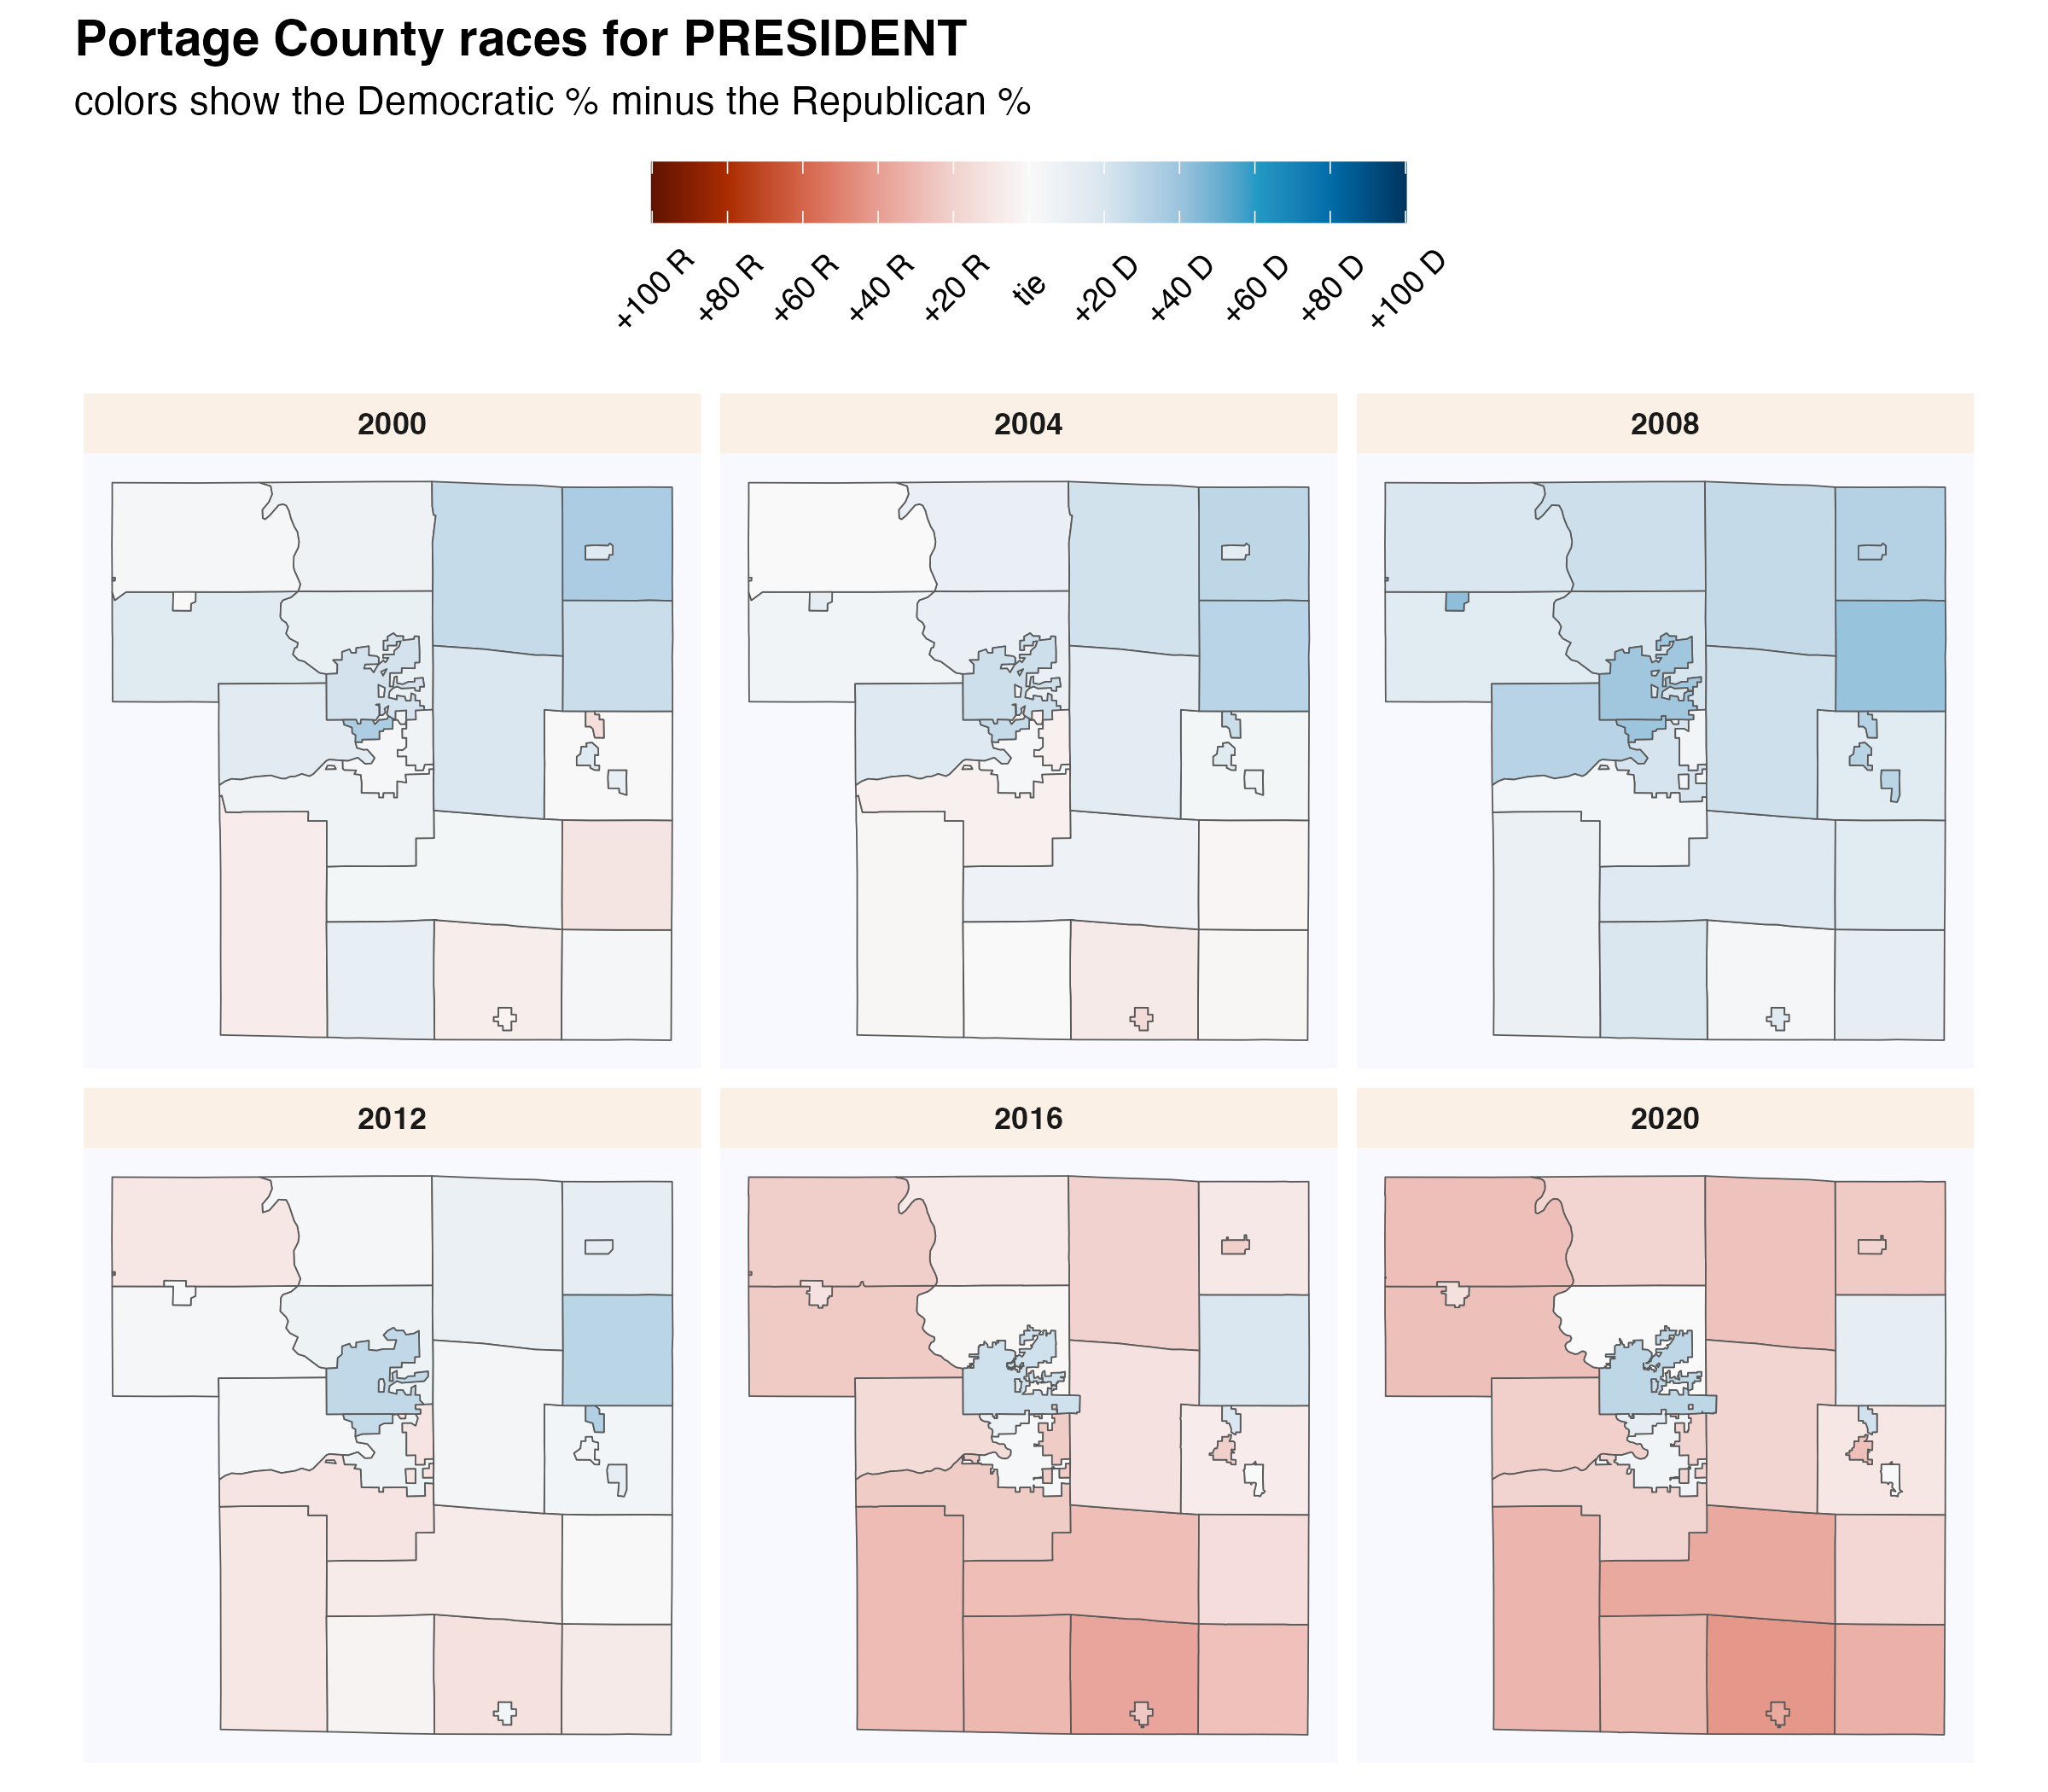 Portage County races for PRESIDENT
colors show the Democratic % minus the Republican %
+100 R +80 R +60 R +40 R +20 R tie +20 D +40 D +60 D +80 D +100 D
2000 2004 2008
2012 2016 2020